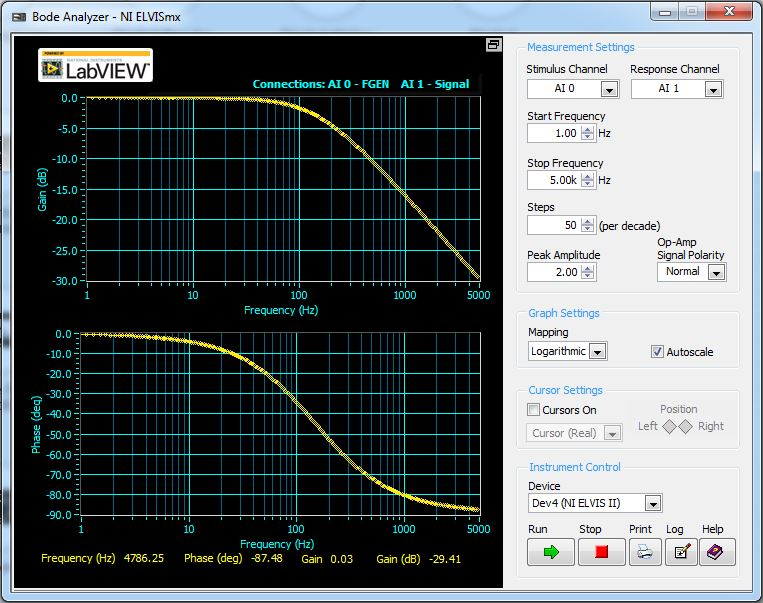 Bode Analyzer - NI ELVISmx
POWERED BY
NATIONAL INSTRUMENTS
LabVIEW™
Connections: AI 0 - FGEN AI 1 - Signal
Gain (dB)
0.0
-5.0
-10.0
-15.0
-20.0
-25.0
-30.0
1 10 100 1000 5000
Frequency (Hz)
Phase (deg)
0.0
-10.0
-20.0
-30.0
-40.0
-50.0
-60.0
-70.0
-80.0
-90.0
1 10 100 1000 5000
Frequency (Hz)
Frequency (Hz) 4786.25 Phase (deg) -87.48 Gain 0.03 Gain (dB) -29.41
Measurement Settings
Stimulus Channel Response Channel
AI 0 AI 1
Start Frequency
1.00 Hz
Stop Frequency
5.00k Hz
Steps
50 (per decade)
Peak Amplitude
2.00
Op-Amp
Signal Polarity
Normal
Graph Settings
Mapping
Logarithmic Autoscale
Cursor Settings
Cursors On Position
Cursor (Real) Left Right
Instrument Control
Device
Dev4 (NI ELVIS II)
Run Stop Print Log Help